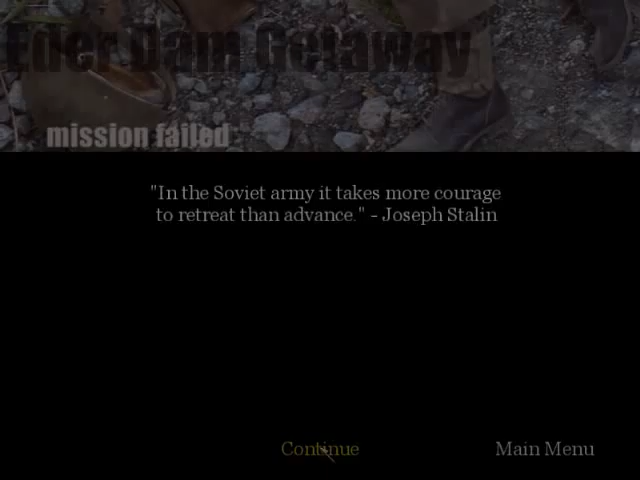 Eder Dam Getaway
mission failed
"In the Soviet army it takes more courage
to retreat than advance." - Joseph Stalin
Continue
Main Menu